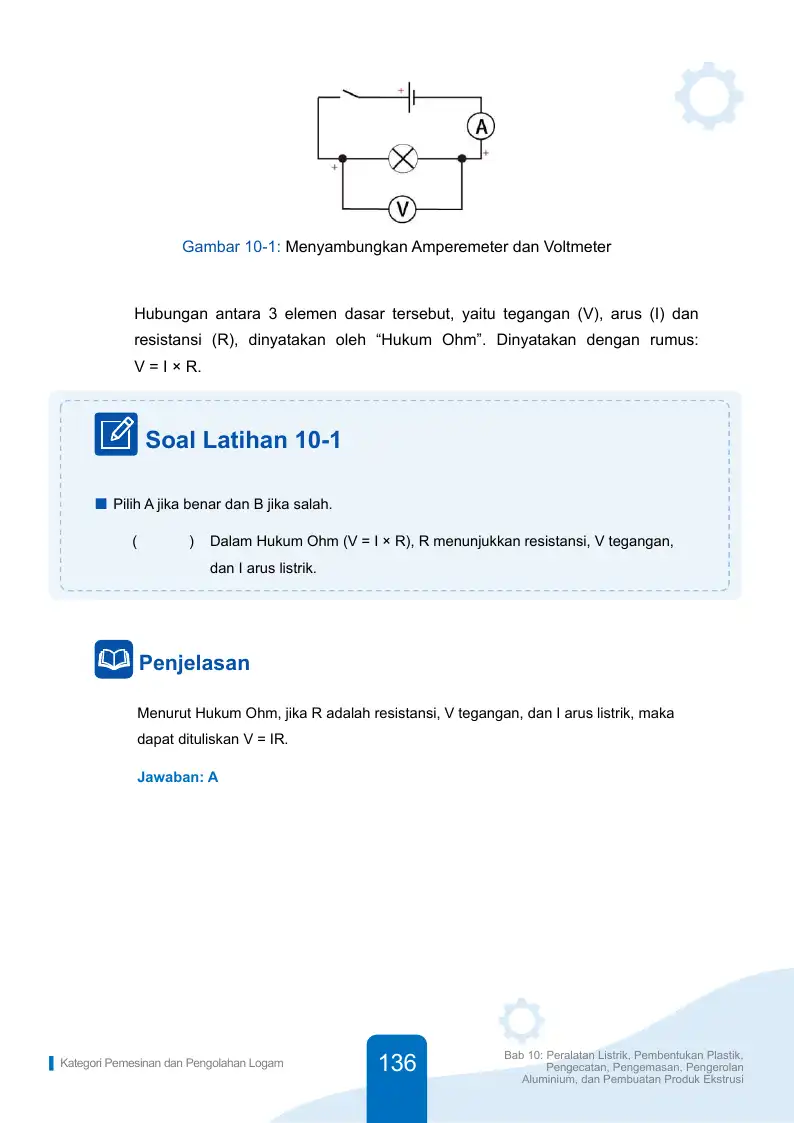 +
A
+
+
V
Gambar 10-1: Menyambungkan Amperemeter dan Voltmeter
Hubungan antara 3 elemen dasar tersebut, yaitu tegangan (V), arus (I) dan
resistansi (R), dinyatakan oleh “Hukum Ohm”. Dinyatakan dengan rumus:
V = I × R.
Soal Latihan 10-1
■ Pilih A jika benar dan B jika salah.
( ) Dalam Hukum Ohm (V = I × R), R menunjukkan resistansi, V tegangan,
dan I arus listrik.
Penjelasan
Menurut Hukum Ohm, jika R adalah resistansi, V tegangan, dan I arus listrik, maka
dapat dituliskan V = IR.
Jawaban: A
Kategori Pemesinan dan Pengolahan Logam
136
Bab 10: Peralatan Listrik, Pembentukan Plastik,
Pengecatan, Pengemasan, Pengerolan
Aluminium, dan Pembuatan Produk Ekstrusi